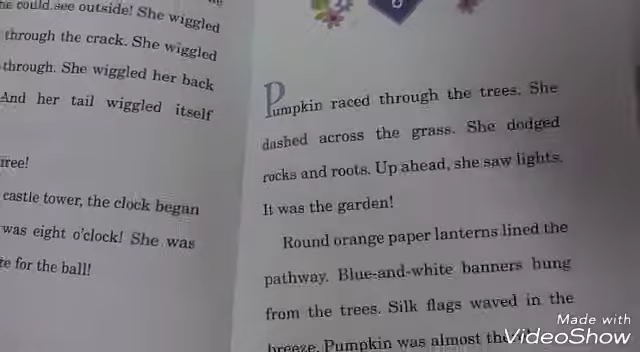 could see outside! She wiggled
through the crack. She wiggled
through. She wiggled her back
And her tail wiggled itself
free!
castle tower, the clock began
was eight o'clock! She was
for the ball!
Pumpkin raced through the trees. She
dashed across the grass. She dodged
rocks and roots. Up ahead, she saw lights.
It was the garden!
Round orange paper lanterns lined the
pathway. Blue-and-white banners hung
from the trees. Silk flags waved in the
breeze. Pumpkin was almost
Made with
VideoShow